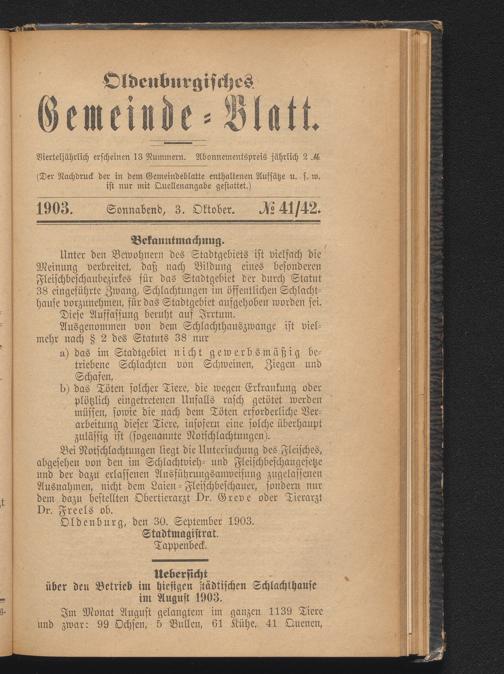 Oldenburgisches
Gemeinde-Blatt.
Vierteljährlich erscheinen 13 Nummern. Abonnementspreis jährlich 2 ℳ
(Der Nachdruck der in dem Gemeindeblatte enthaltenen Aufsätze u. s. w.
ist nur mit Quellenangabe gestattet.)
1903. Sonnabend, 3. Oktober. № 41/42.
Bekanntmachung.
Unter den Bewohnern des Stadtgebiets ist vielfach die
Meinung verbreitet, daß nach Bildung eines besonderen
Fleischbeschaubezirkes für das Stadtgebiet der durch Statut
38 eingeführte Zwang, Schlachtungen im öffentlichen Schlacht-
hause vorzunehmen, für das Stadtgebiet aufgehoben worden sei.
Diese Auffassung beruht auf Irrtum.
Ausgenommen von dem Schlachthauszwange ist viel-
mehr nach § 2 des Statuts 38 nur
a) das im Stadtgebiet nicht gewerbsmäßig be-
triebene Schlachten von Schweinen, Ziegen und
Schafen,
b) das Töten solcher Tiere, die wegen Erkrankung oder
plötzlich eingetretenen Unfalls rasch getötet werden
müssen, sowie die nach dem Töten erforderliche Ver-
arbeitung dieser Tiere, insofern eine solche überhaupt
zulässig ist (sogenannte Notschlachtungen).
Bei Notschlachtungen liegt die Untersuchung des Fleisches,
abgesehen von den im Schlachtvieh- und Fleischbeschaugesetze
und der dazu erlassenen Ausführungsanweisung zugelassenen
Ausnahmen, nicht dem Laien-Fleischbeschauer, sondern nur
dem dazu bestellten Obertierarzt Dr. Greve oder Tierarzt
Dr. Freels ob.
Oldenburg, den 30. September 1903.
Stadtmagistrat.
Tappenbeck.
Uebersicht
über den Betrieb im hiesigen städtischen Schlachthause
im August 1903.
Im Monat August gelangten im ganzen 1139 Tiere
und zwar: 99 Ochsen, 5 Bullen, 61 Kühe, 41 Quenen,